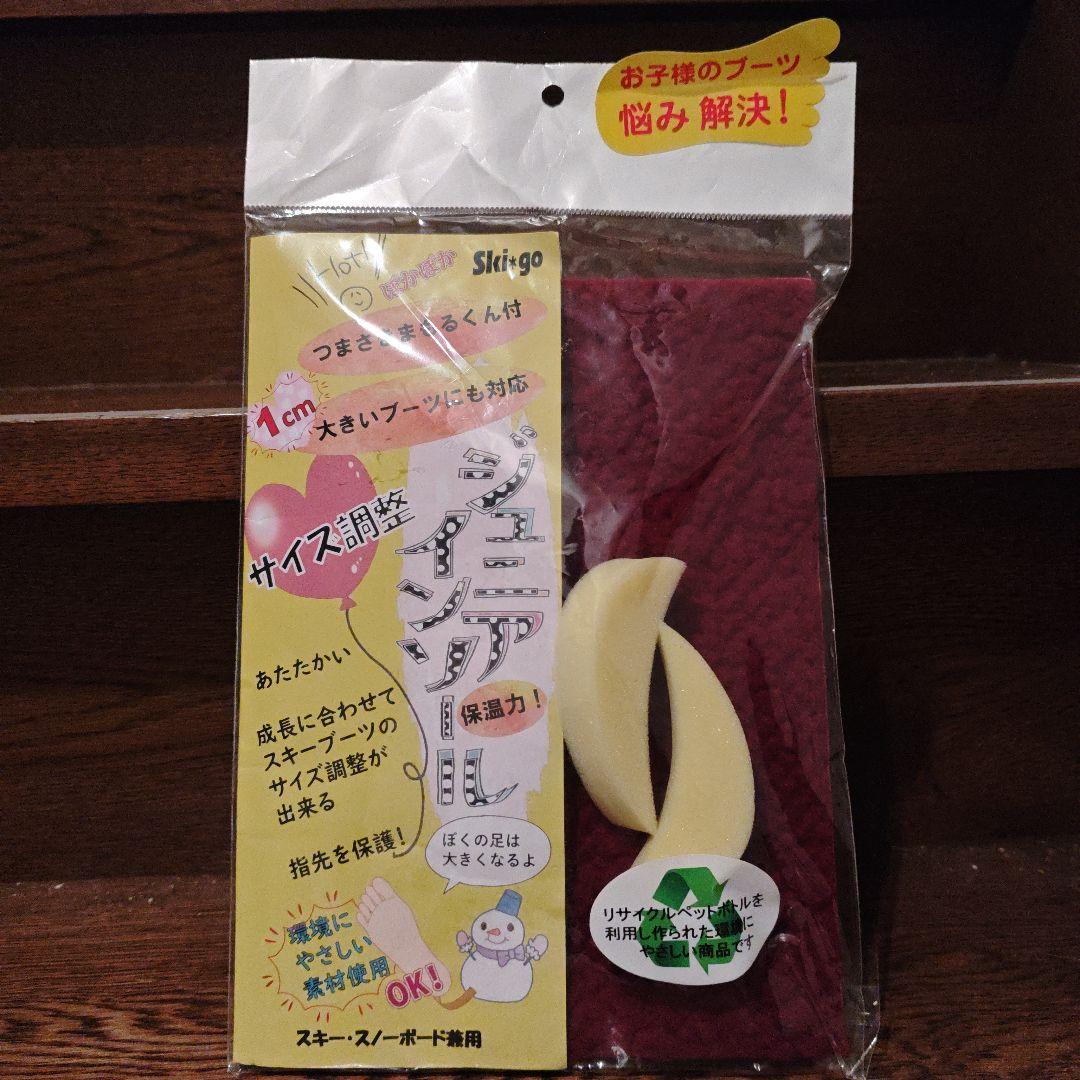 お子様のブーツ
悩み 解決!
Hot!
ぽかぽか
Ski*go
つまさきまもるくん付
1cm
大きいブーツにも対応
サイズ調整
ジュニア
インソール
保温力!
あたたかい
成長に合わせて
スキーブーツの
サイズ調整が
出来る
指先を保護!
ぼくの足は
大きくなるよ
環境に
やさしい
素材使用
OK!
スキー・スノーボード兼用
リサイクルペットボトルを
利用し作られた環境に
やさしい商品です